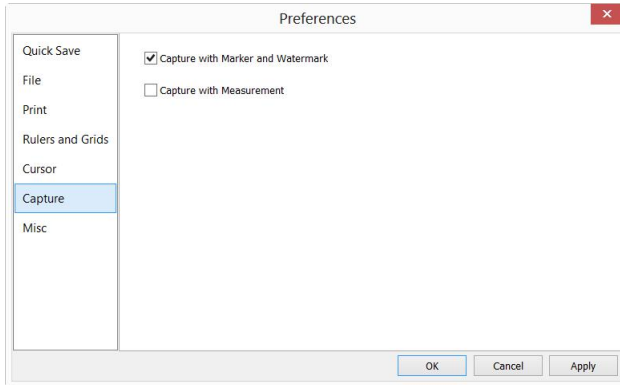 Preferences
Quick Save
File
Print
Rulers and Grids
Cursor
Capture
Misc
Capture with Marker and Watermark
Capture with Measurement
OK Cancel Apply